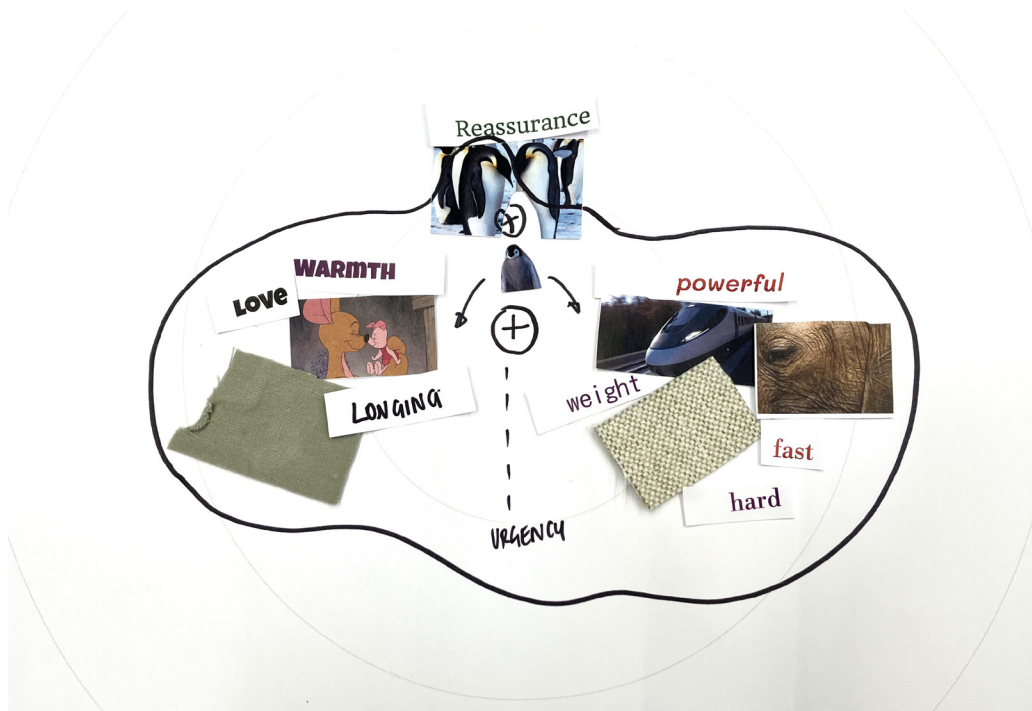 Reassurance
WARMTH
Love
LONGING
powerful
weight
fast
hard
URGENCY